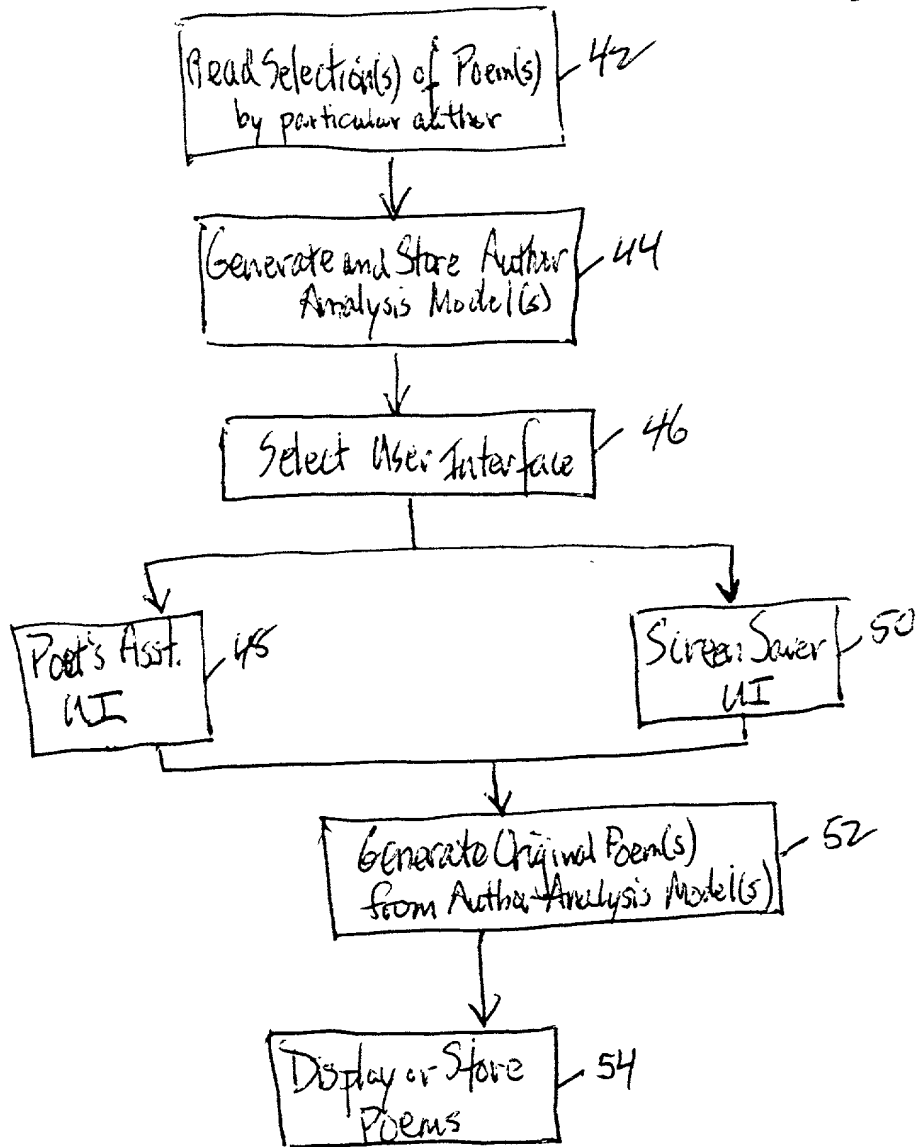 Read Selection(s) of Poem(s)
by particular author
42
Generate and Store Author
Analysis Model(s)
44
Select User Interface
46
Poet's Asst.
UI
48
Screen Saver
UI
50
Generate Original Poem(s)
from Author Analysis Model(s)
52
Display or Store
Poems
54